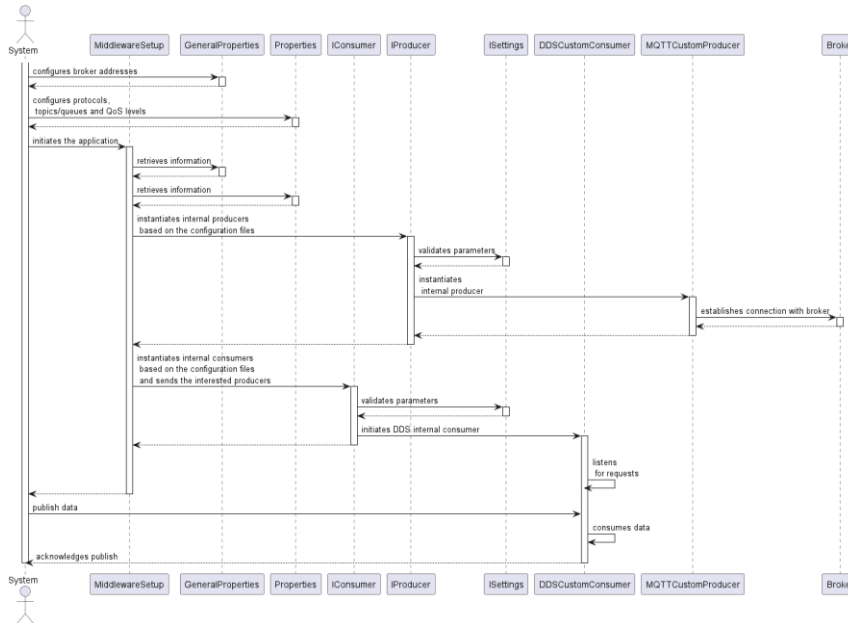 System
MiddlewareSetup
GeneralProperties
Properties
IConsumer
IProducer
ISettings
DDSCustomConsumer
MQTTCustomProducer
Broke
configures broker addresses
configures protocols,
topics/queues and QoS levels
initiates the application
retrieves information
retrieves information
instantiates internal producers
based on the configuration files
validates parameters
instantiates
internal producer
establishes connection with broker
instantiates internal consumers
based on the configuration files
and sends the interested producers
validates parameters
initiates DDS internal consumer
listens
for requests
publish data
consumes data
acknowledges publish
System
MiddlewareSetup
GeneralProperties
Properties
IConsumer
IProducer
ISettings
DDSCustomConsumer
MQTTCustomProducer
Broke